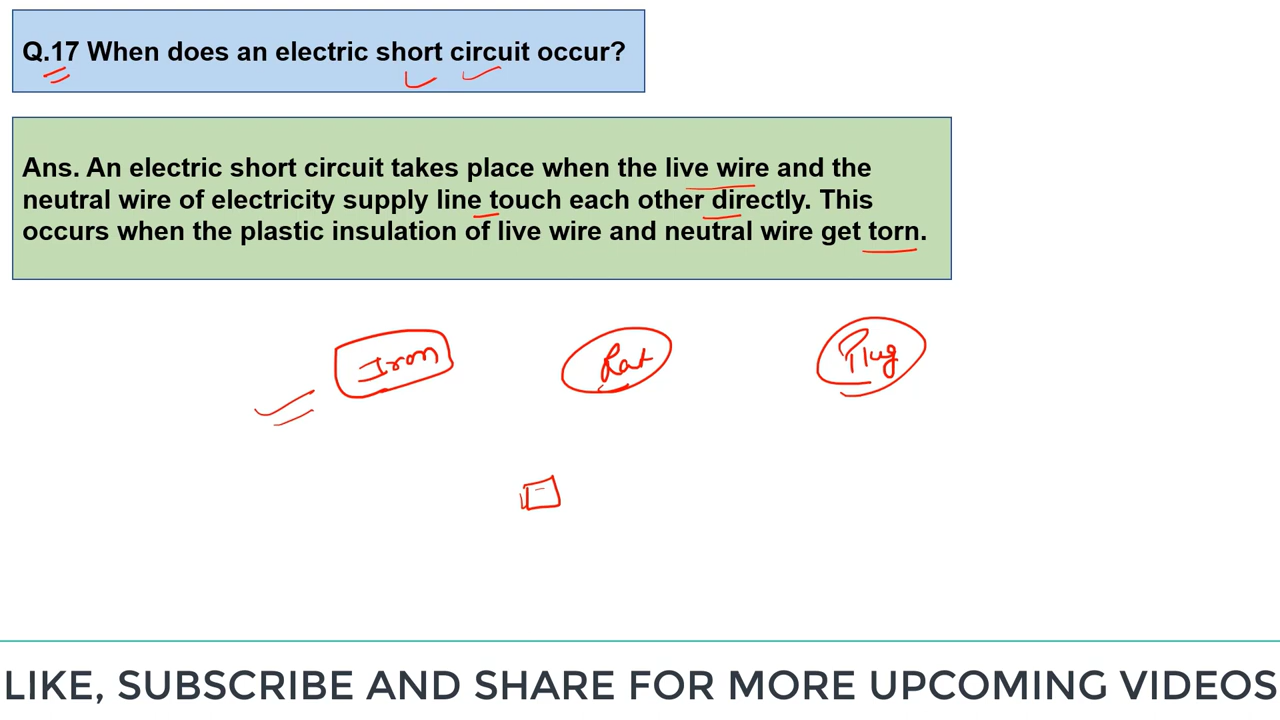 Q.17 When does an electric short circuit occur?
Ans. An electric short circuit takes place when the live wire and the
neutral wire of electricity supply line touch each other directly. This
occurs when the plastic insulation of live wire and neutral wire get torn.
Iron Rat Plug
LIKE, SUBSCRIBE AND SHARE FOR MORE UPCOMING VIDEOS